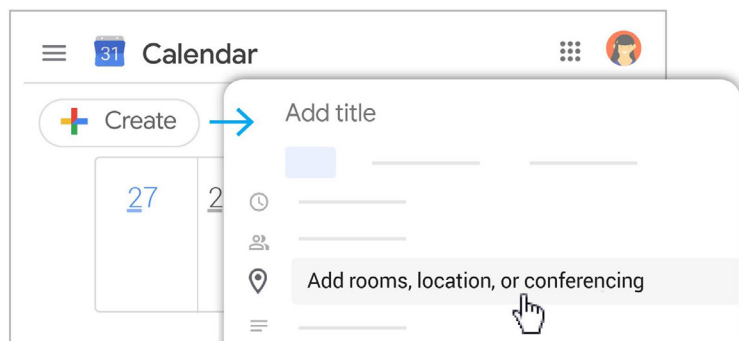 31 Calendar
Create
Add title
27 2
Add rooms, location, or conferencing